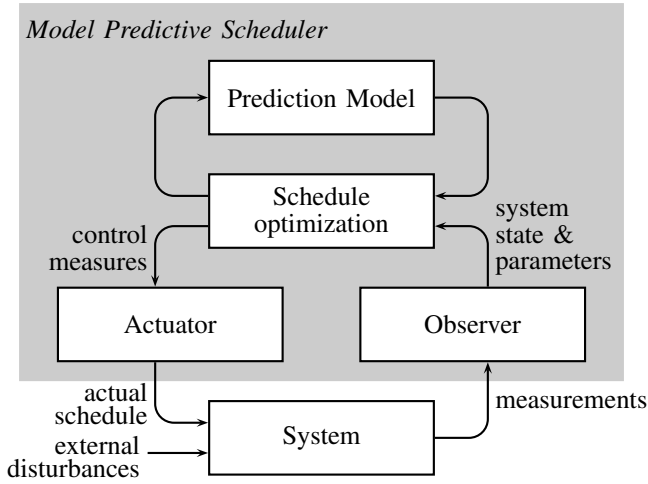 Model Predictive Scheduler
Prediction Model
Schedule
optimization
system
state &
parameters
control
measures
Actuator
Observer
actual
schedule
measurements
System
external
disturbances